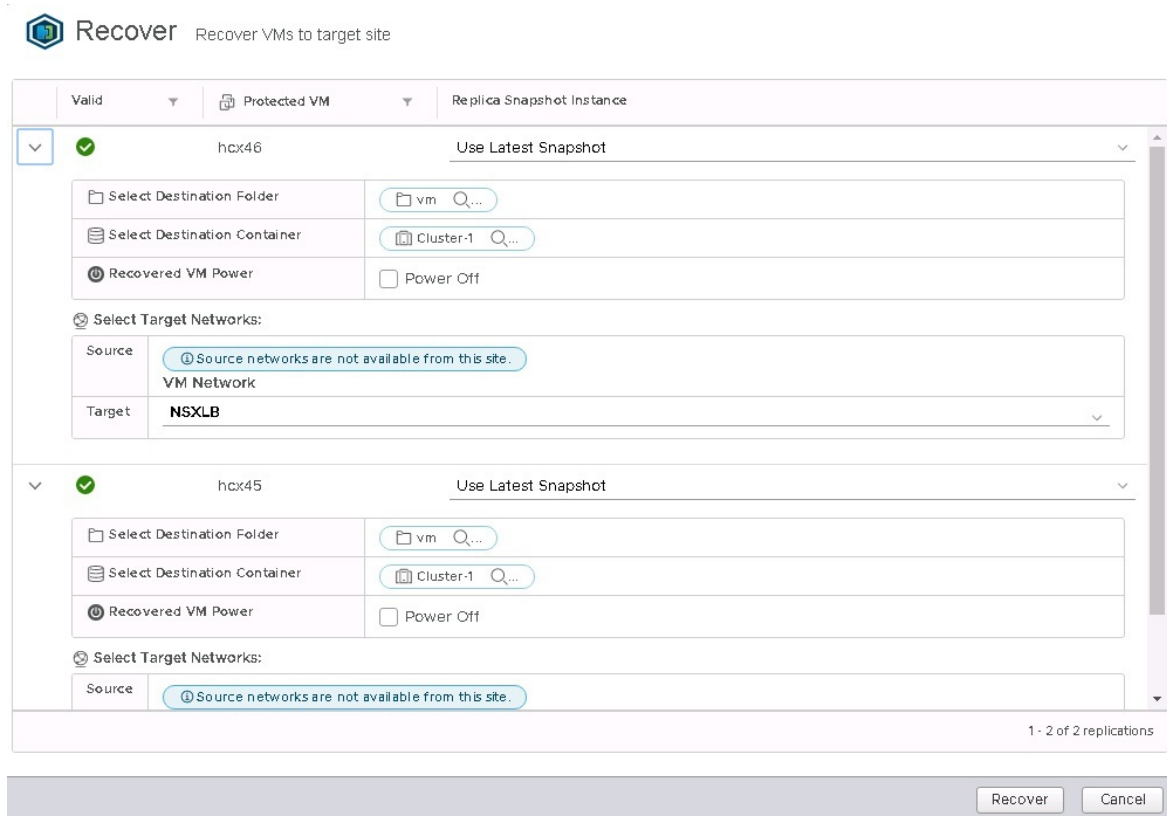 Recover Recover VMs to target site
Valid Protected VM Replica Snapshot Instance
hcx46 Use Latest Snapshot
Select Destination Folder vm ...
Select Destination Container Cluster-1 ...
Recovered VM Power Power Off
Select Target Networks:
Source Source networks are not available from this site.
VM Network
Target NSXLB
hcx45 Use Latest Snapshot
Select Destination Folder vm ...
Select Destination Container Cluster-1 ...
Recovered VM Power Power Off
Select Target Networks:
Source Source networks are not available from this site.
1 - 2 of 2 replications
Recover Cancel